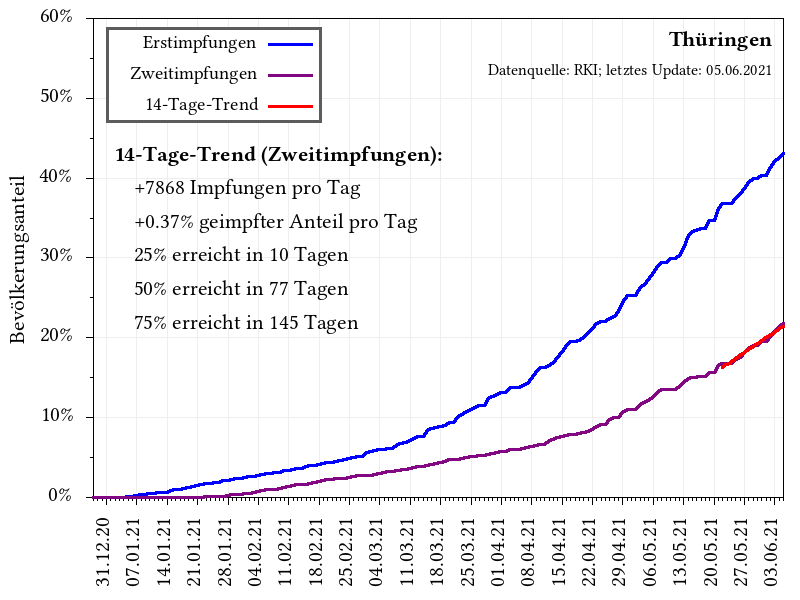 Thüringen
Datenquelle: RKI; letztes Update: 05.06.2021
Erstimpfungen
Zweitimpfungen
14-Tage-Trend
14-Tage-Trend (Zweitimpfungen):
+7868 Impfungen pro Tag
+0.37% geimpfter Anteil pro Tag
25% erreicht in 10 Tagen
50% erreicht in 77 Tagen
75% erreicht in 145 Tagen
Bevölkerungsanteil
60%
50%
40%
30%
20%
10%
0%
31.12.20
07.01.21
14.01.21
21.01.21
28.01.21
04.02.21
11.02.21
18.02.21
25.02.21
04.03.21
11.03.21
18.03.21
25.03.21
01.04.21
08.04.21
15.04.21
22.04.21
29.04.21
06.05.21
13.05.21
20.05.21
27.05.21
03.06.21